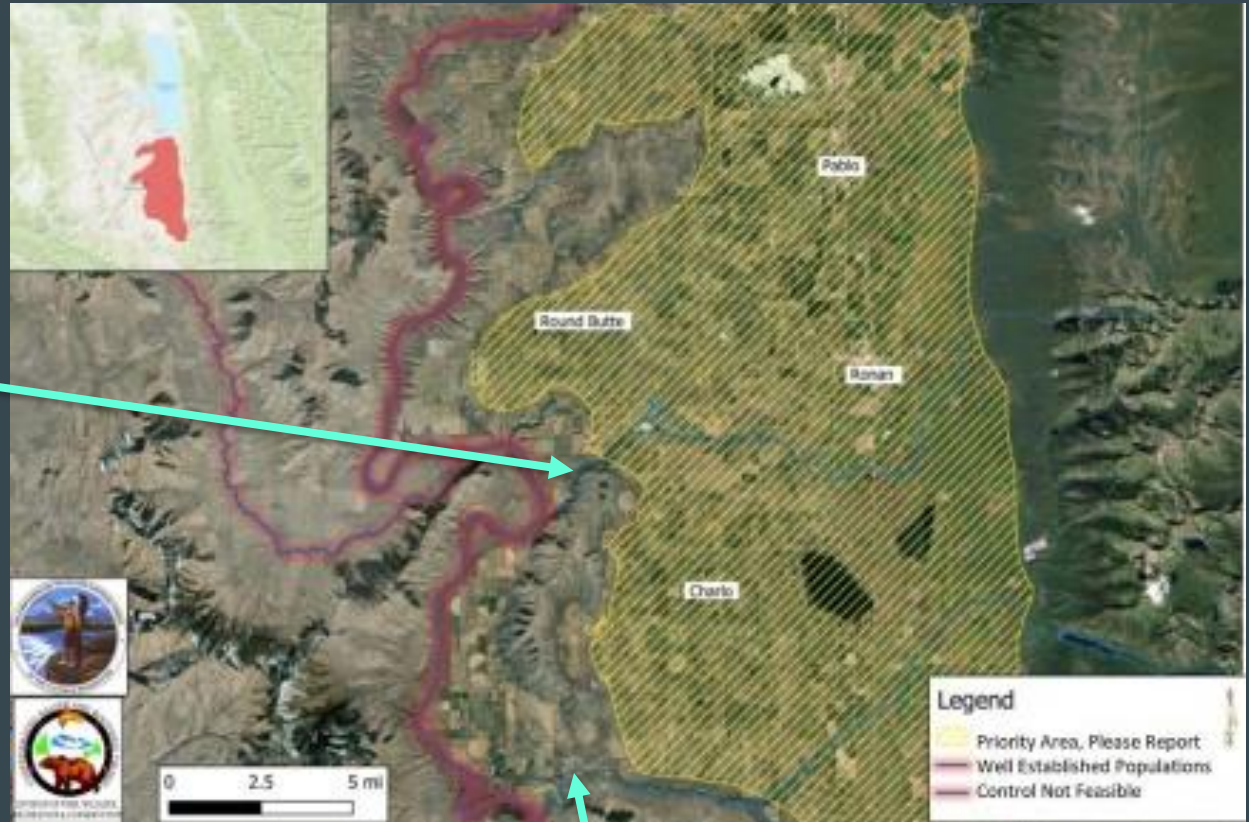 Pablo
Round Butte
Ronan
Charlo
0 2.5 5 mi
Legend
Priority Area, Please Report
Well Established Populations
Control Not Feasible